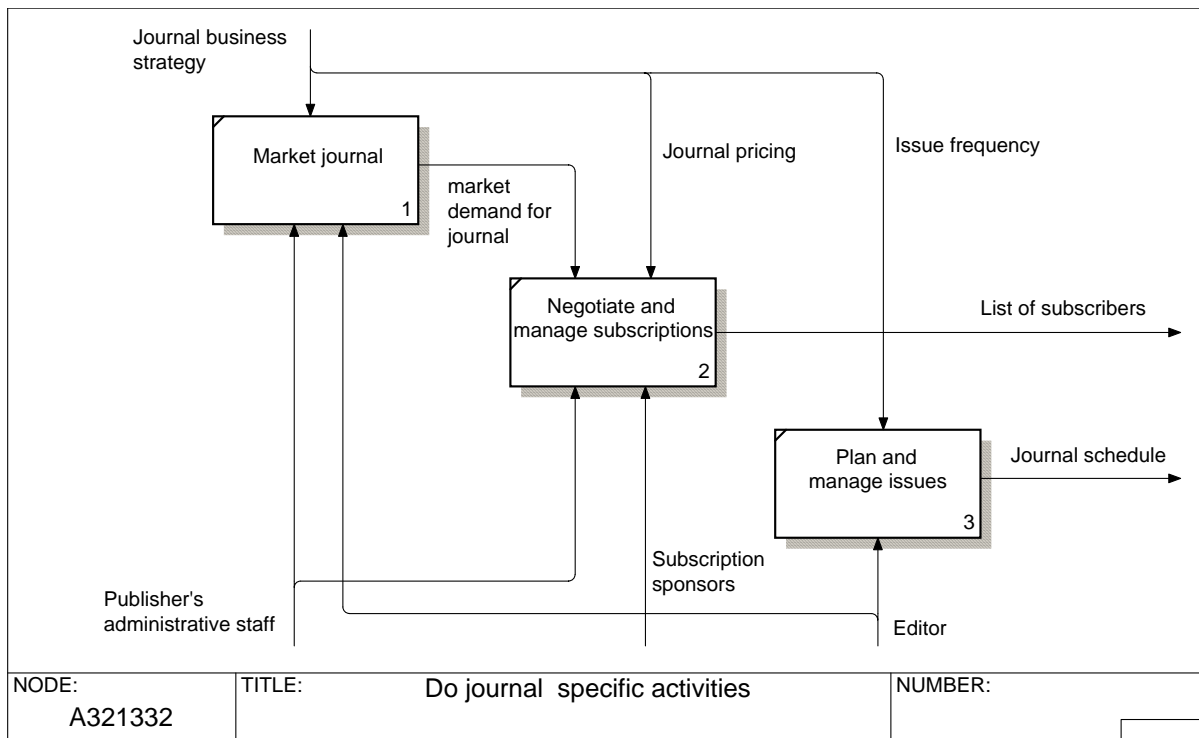 Journal business
strategy
Market journal
1
market
demand for
journal
Journal pricing
Issue frequency
Negotiate and
manage subscriptions
2
List of subscribers
Plan and
manage issues
3
Journal schedule
Subscription
sponsors
Publisher's
administrative staff
Editor
NODE:
A321332
TITLE:
Do journal  specific activities
NUMBER: